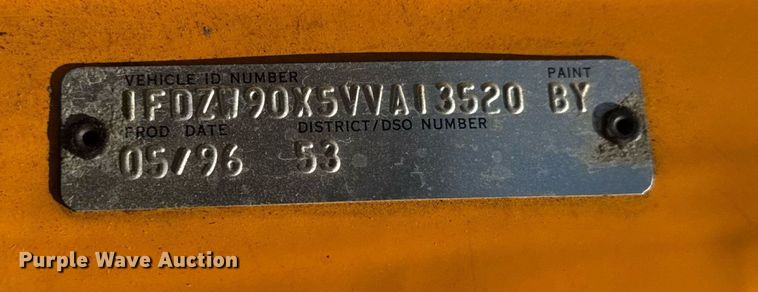 VEHICLE ID NUMBER PAINT
1FDZW90X5VVA13520 BY
PROD DATE DISTRICT/DSO NUMBER
05/96 53
Purple Wave Auction